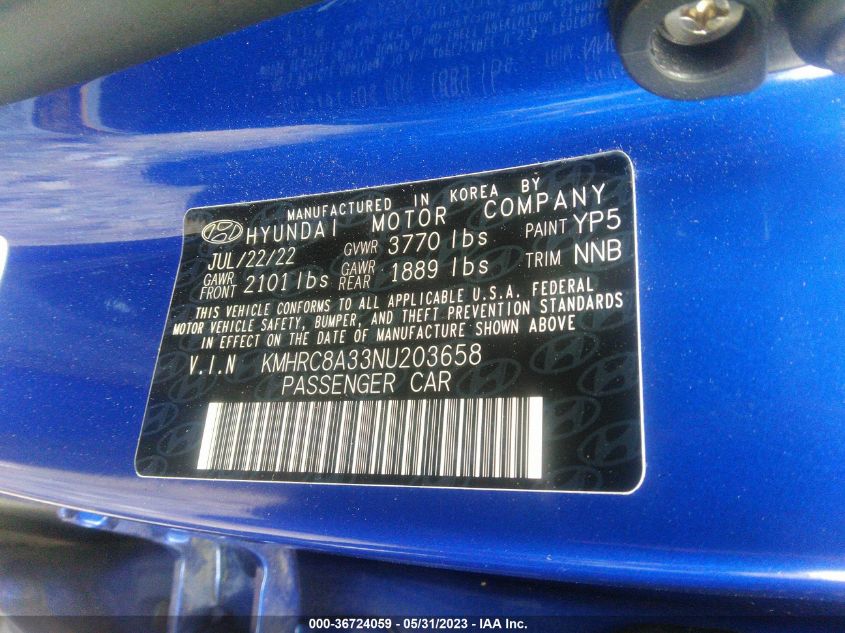 MANUFACTURED IN KOREA BY
HYUNDAI MOTOR COMPANY
JUL/22/22 GVWR 3770 lbs PAINT YP5
GAWR FRONT 2101 lbs GAWR REAR 1889 lbs TRIM NNB
THIS VEHICLE CONFORMS TO ALL APPLICABLE U.S.A. FEDERAL
MOTOR VEHICLE SAFETY, BUMPER, AND THEFT PREVENTION STANDARDS
IN EFFECT ON THE DATE OF MANUFACTURE SHOWN ABOVE
V.I.N KMHRC8A33NU203658
PASSENGER CAR
000-36724059 - 05/31/2023 - IAA Inc.